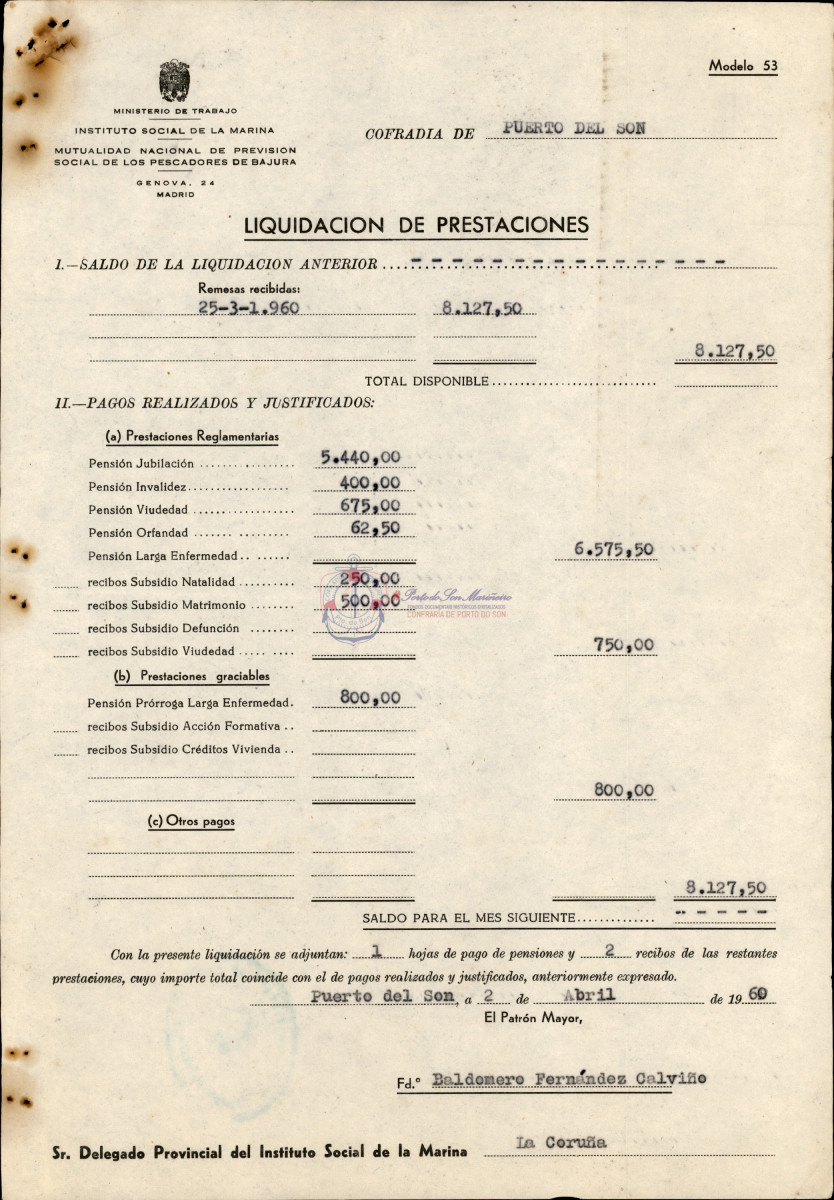 Modelo 53
MINISTERIO DE TRABAJO
INSTITUTO SOCIAL DE LA MARINA
MUTUALIDAD NACIONAL DE PREVISION
SOCIAL DE LOS PESCADORES DE BAJURA
GENOVA, 24
MADRID
COFRADIA DE PUERTO DEL SON
LIQUIDACION DE PRESTACIONES
I.—SALDO DE LA LIQUIDACION ANTERIOR
Remesas recibidas:
25-3-1.960 8.127,50
8.127,50
TOTAL DISPONIBLE
II.—PAGOS REALIZADOS Y JUSTIFICADOS:
(a) Prestaciones Reglamentarias
Pensión Jubilación 5.440,00
Pensión Invalidez 400,00
Pensión Viudedad 675,00
Pensión Orfandad 62,50
Pensión Larga Enfermedad 6.575,50
recibos Subsidio Natalidad 250,00
recibos Subsidio Matrimonio 500,00
Porto do Son Mariñeiro
CONFRARÍA DE PORTO DO SON
recibos Subsidio Defunción
recibos Subsidio Viudedad 750,00
(b) Prestaciones graciables
Pensión Prórroga Larga Enfermedad. 800,00
recibos Subsidio Acción Formativa
recibos Subsidio Créditos Vivienda
800,00
(c) Otros pagos
8.127,50
SALDO PARA EL MES SIGUIENTE
Con la presente liquidación se adjuntan: 1 hojas de pago de pensiones y 2 recibos de las restantes
prestaciones, cuyo importe total coincide con el de pagos realizados y justificados, anteriormente expresado.
Puerto del Son, a 2 de Abril de 1960
El Patrón Mayor,
Fd.º Baldomero Fernández Calviño
Sr. Delegado Provincial del Instituto Social de la Marina La Coruña